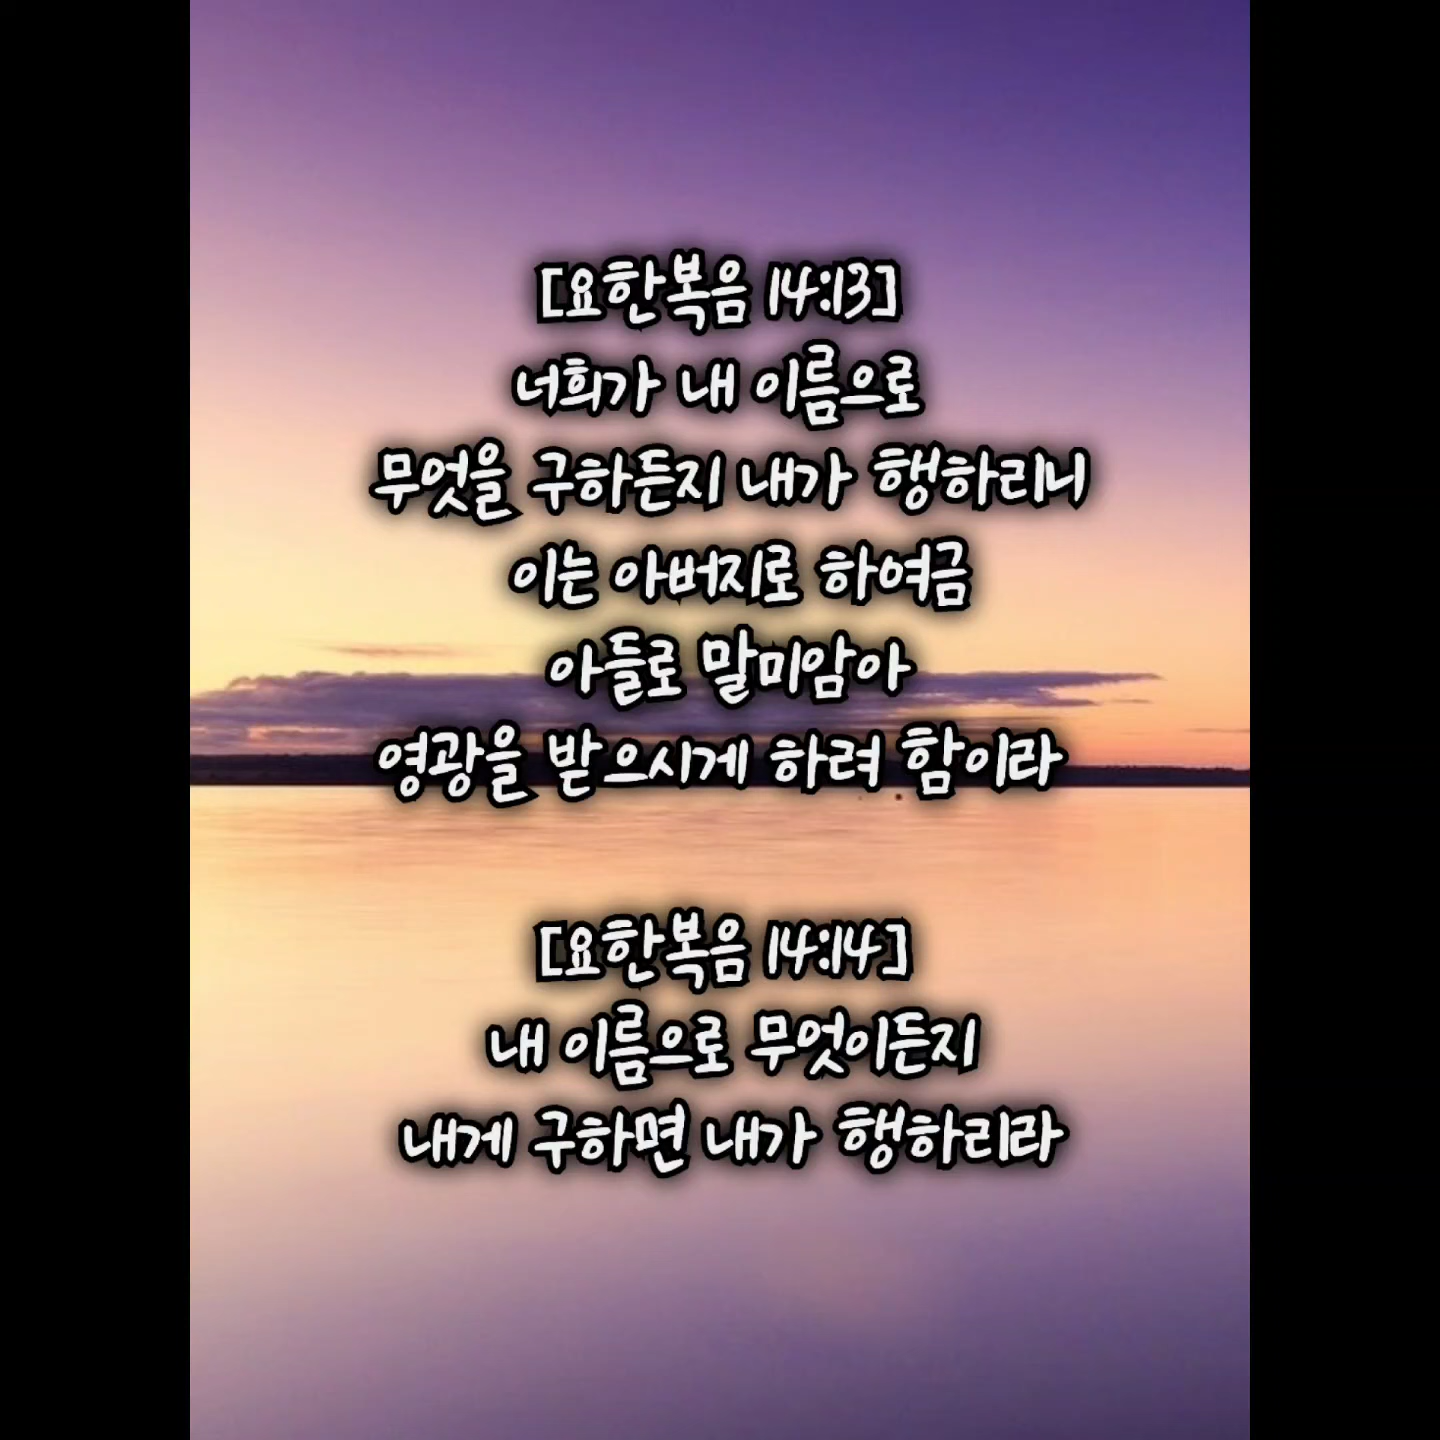 [요한복음 14:13]
너희가 내 이름으로
무엇을 구하든지 내가 행하리니
이는 아버지로 하여금
아들로 말미암아
영광을 받으시게 하려 함이라
[요한복음 14:14]
내 이름으로 무엇이든지
내게 구하면 내가 행하리라